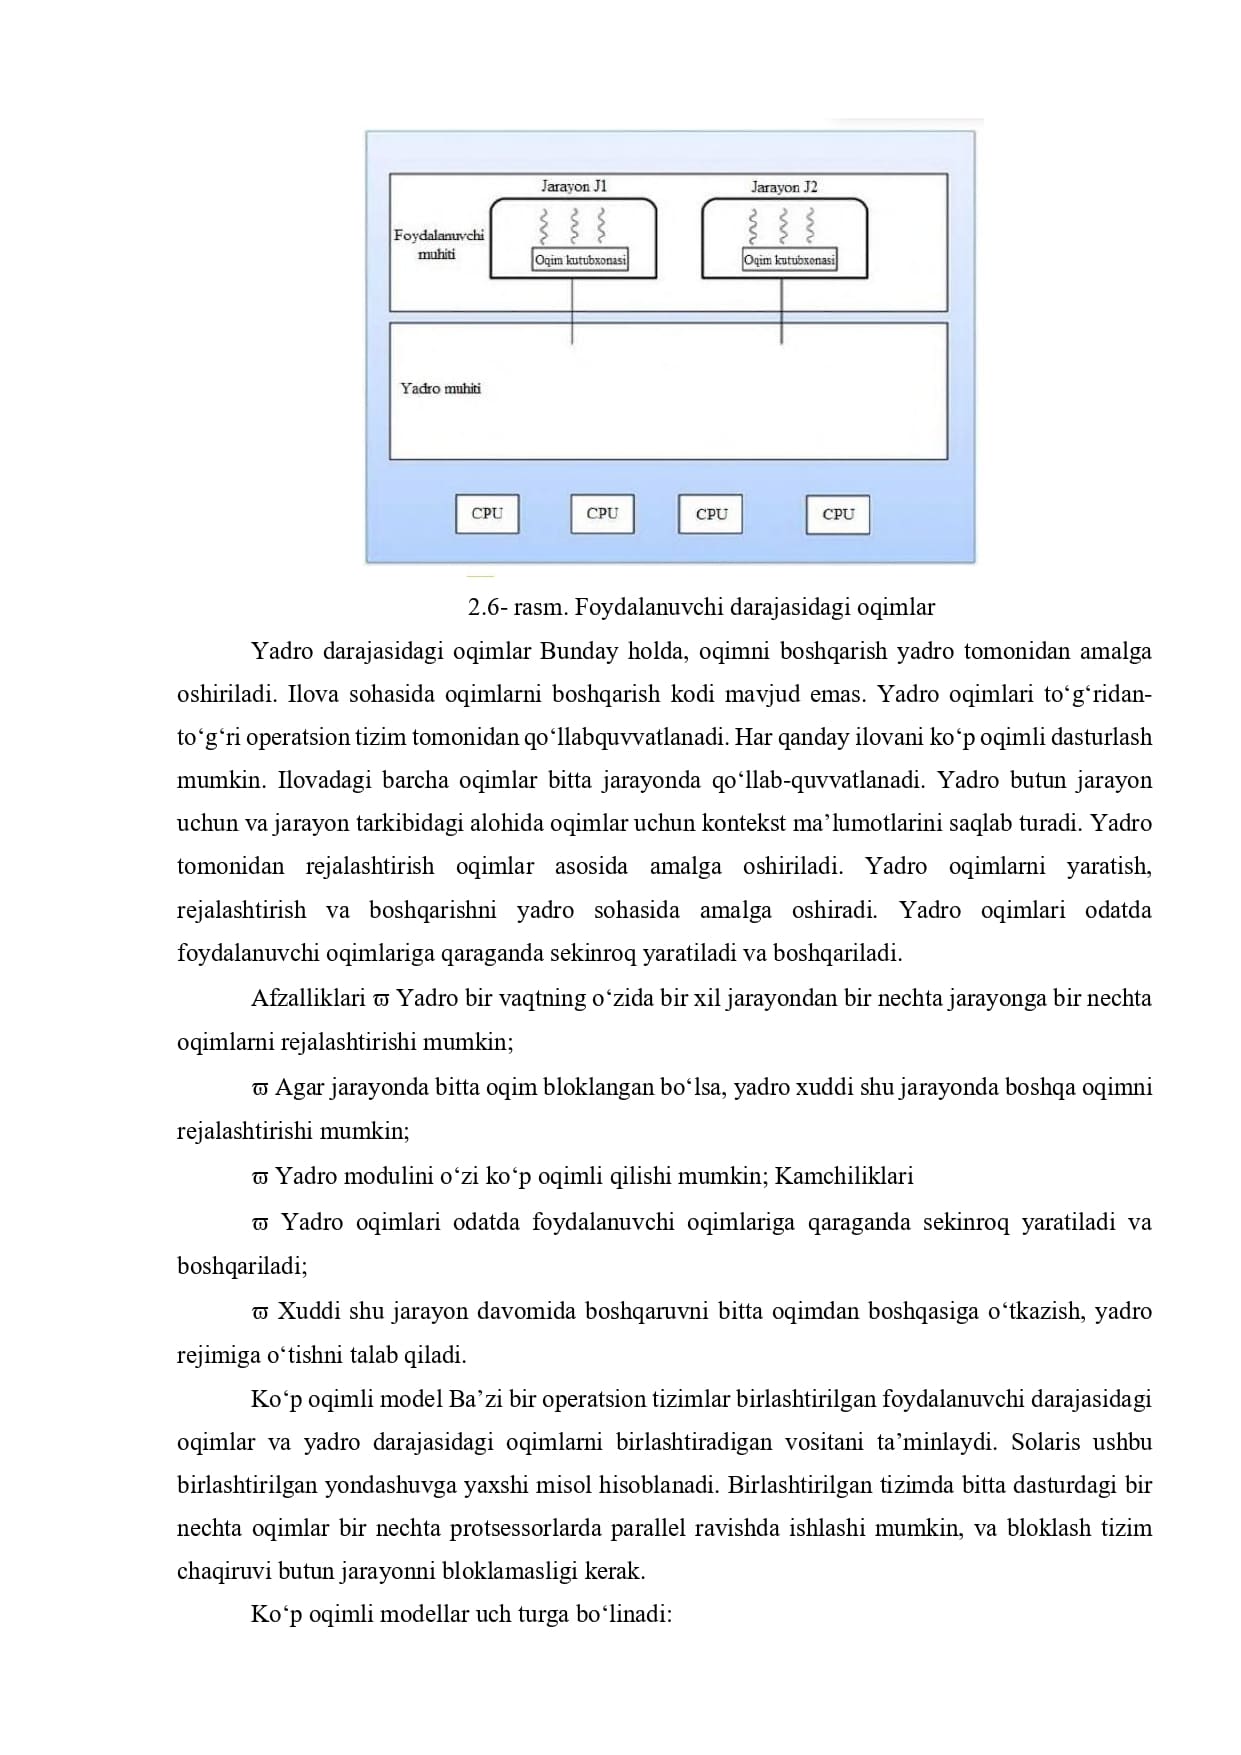 Jarayon J1
Jarayon J2
Foydalanuvchi
muhiti
Oqim kutubxonasi
Oqim kutubxonasi
Yadro muhiti
CPU
CPU
CPU
CPU
2.6- rasm. Foydalanuvchi darajasidagi oqimlar
Yadro darajasidagi oqimlar Bunday holda, oqimni boshqarish yadro tomonidan amalga
oshiriladi. Ilova sohasida oqimlarni boshqarish kodi mavjud emas. Yadro oqimlari to‘g‘ridan-
to‘g‘ri operatsion tizim tomonidan qo‘llabquvvatlanadi. Har qanday ilovani ko‘p oqimli dasturlash
mumkin. Ilovadagi barcha oqimlar bitta jarayonda qo‘llab-quvvatlanadi. Yadro butun jarayon
uchun va jarayon tarkibidagi alohida oqimlar uchun kontekst ma’lumotlarini saqlab turadi. Yadro
tomonidan rejalashtirish oqimlar asosida amalga oshiriladi. Yadro oqimlarni yaratish,
rejalashtirish va boshqarishni yadro sohasida amalga oshiradi. Yadro oqimlari odatda
foydalanuvchi oqimlariga qaraganda sekinroq yaratiladi va boshqariladi.
Afzalliklari ϖ Yadro bir vaqtning o‘zida bir xil jarayondan bir nechta jarayonga bir nechta
oqimlarni rejalashtirishi mumkin;
ϖ Agar jarayonda bitta oqim bloklangan bo‘lsa, yadro xuddi shu jarayonda boshqa oqimni
rejalashtirishi mumkin;
ϖ Yadro modulini o‘zi ko‘p oqimli qilishi mumkin; Kamchiliklari
ϖ Yadro oqimlari odatda foydalanuvchi oqimlariga qaraganda sekinroq yaratiladi va
boshqariladi;
ϖ Xuddi shu jarayon davomida boshqaruvni bitta oqimdan boshqasiga o‘tkazish, yadro
rejimiga o‘tishni talab qiladi.
Ko‘p oqimli model Ba’zi bir operatsion tizimlar birlashtirilgan foydalanuvchi darajasidagi
oqimlar va yadro darajasidagi oqimlarni birlashtiradigan vositani ta’minlaydi. Solaris ushbu
birlashtirilgan yondashuvga yaxshi misol hisoblanadi. Birlashtirilgan tizimda bitta dasturdagi bir
nechta oqimlar bir nechta protsessorlarda parallel ravishda ishlashi mumkin, va bloklash tizim
chaqiruvi butun jarayonni bloklamasligi kerak.
Ko‘p oqimli modellar uch turga bo‘linadi: